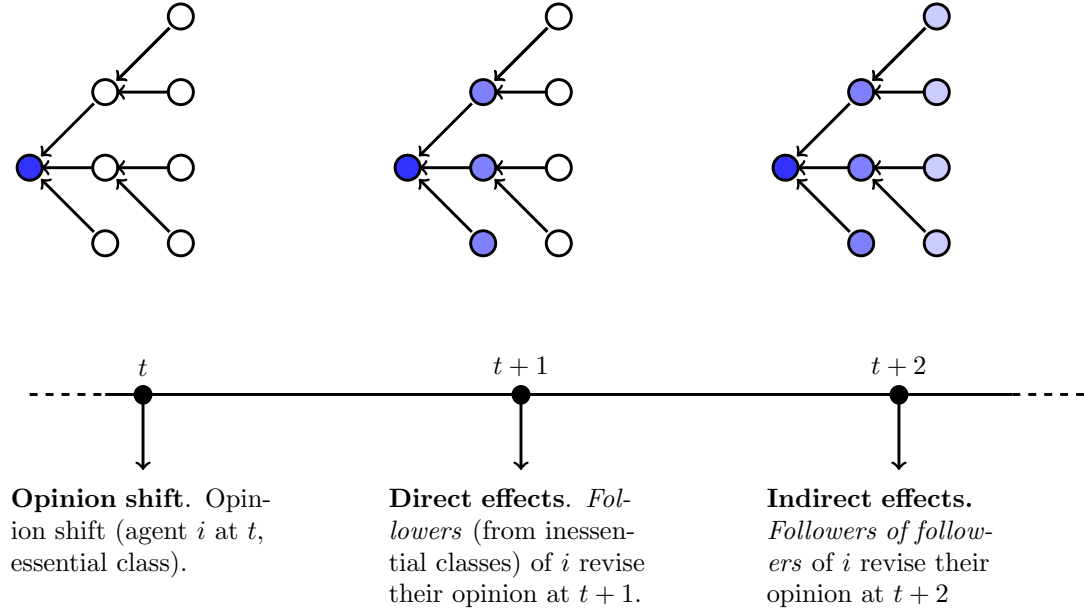 t
t + 1
t + 2
Opinion shift. Opin-
ion shift (agent i at t,
essential class).
Direct effects. Fol-
lowers (from inessen-
tial classes) of i revise
their opinion at t + 1.
Indirect effects.
Followers of follow-
ers of i revise their
opinion at t + 2